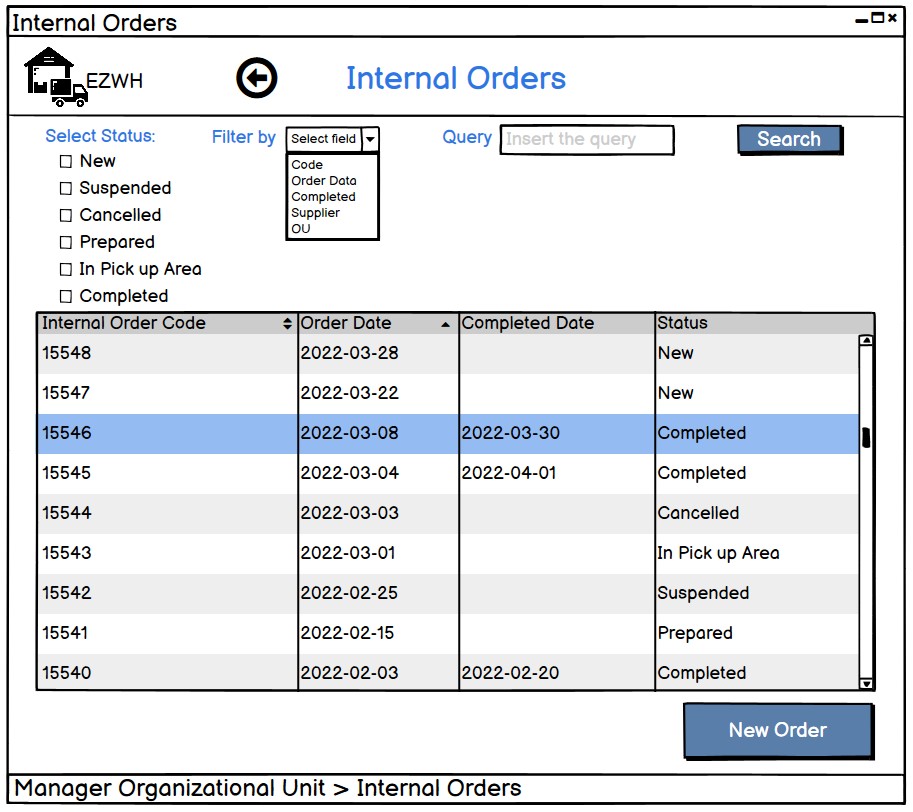 Internal Orders
EZWH
Internal Orders
Select Status:
Filter by
Select field
Query
Insert the query
Search
New
Suspended
Cancelled
Prepared
In Pick up Area
Completed
Code
Order Data
Completed
Supplier
OU
Internal Order Code Order Date Completed Date Status
15548 2022-03-28 New
15547 2022-03-22 New
15546 2022-03-08 2022-03-30 Completed
15545 2022-03-04 2022-04-01 Completed
15544 2022-03-03 Cancelled
15543 2022-03-01 In Pick up Area
15542 2022-02-25 Suspended
15541 2022-02-15 Prepared
15540 2022-02-03 2022-02-20 Completed
New Order
Manager Organizational Unit > Internal Orders